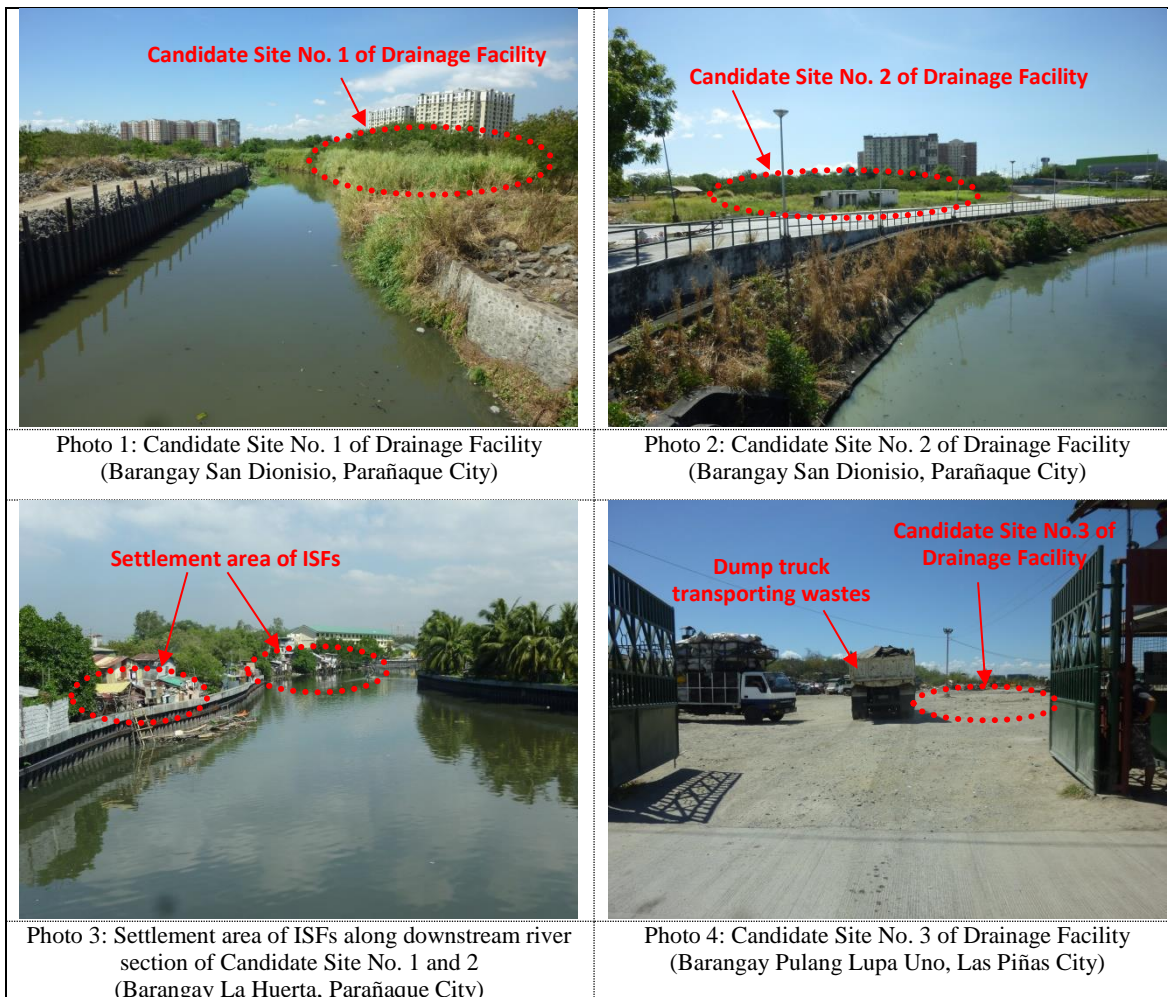 Candidate Site No. 1 of Drainage Facility
Candidate Site No. 2 of Drainage Facility
Photo 1: Candidate Site No. 1 of Drainage Facility
(Barangay San Dionisio, Parañaque City)
Photo 2: Candidate Site No. 2 of Drainage Facility
(Barangay San Dionisio, Parañaque City)
Settlement area of ISFs
Candidate Site No.3 of
Drainage Facility
Dump truck
transporting wastes
Photo 3: Settlement area of ISFs along downstream river
section of Candidate Site No. 1 and 2
(Barangay La Huerta, Parañaque City)
Photo 4: Candidate Site No. 3 of Drainage Facility
(Barangay Pulang Lupa Uno, Las Piñas City)